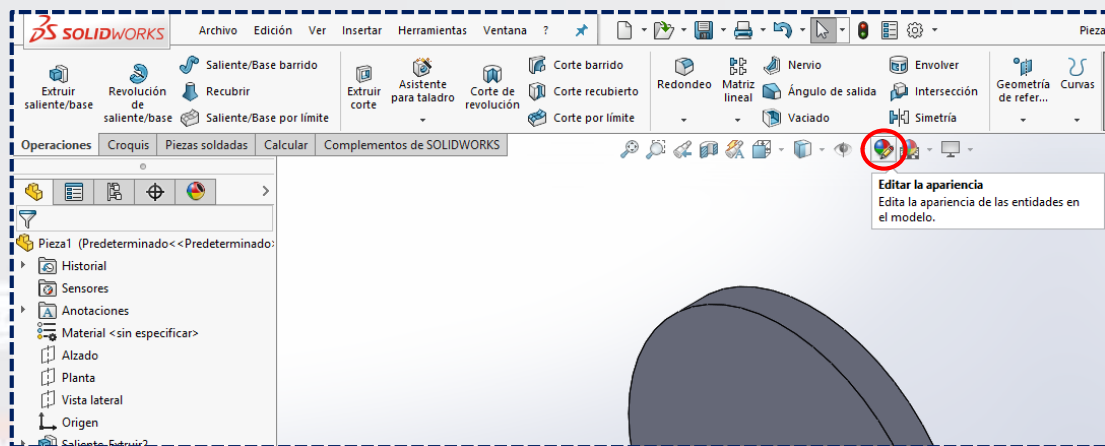 SOLIDWORKS Archivo Edición Ver Insertar Herramientas Ventana ? Pieza
Extruir saliente/base
Revolución de saliente/base
Saliente/Base barrido
Recubrir
Saliente/Base por límite
Extruir corte
Asistente para taladro
Corte de revolución
Corte barrido
Corte recubierto
Corte por límite
Redondeo
Matriz lineal
Nervio
Ángulo de salida
Vaciado
Envolver
Intersección
Simetría
Geometría de refer...
Curvas
Operaciones Croquis Piezas soldadas Calcular Complementos de SOLIDWORKS
Editar la apariencia
Edita la apariencia de las entidades en
el modelo.
Pieza1 (Predeterminado<<Predeterminado>
Historial
Sensores
A Anotaciones
Material <sin especificar>
Alzado
Planta
Vista lateral
Origen
Saliente-Extruir2